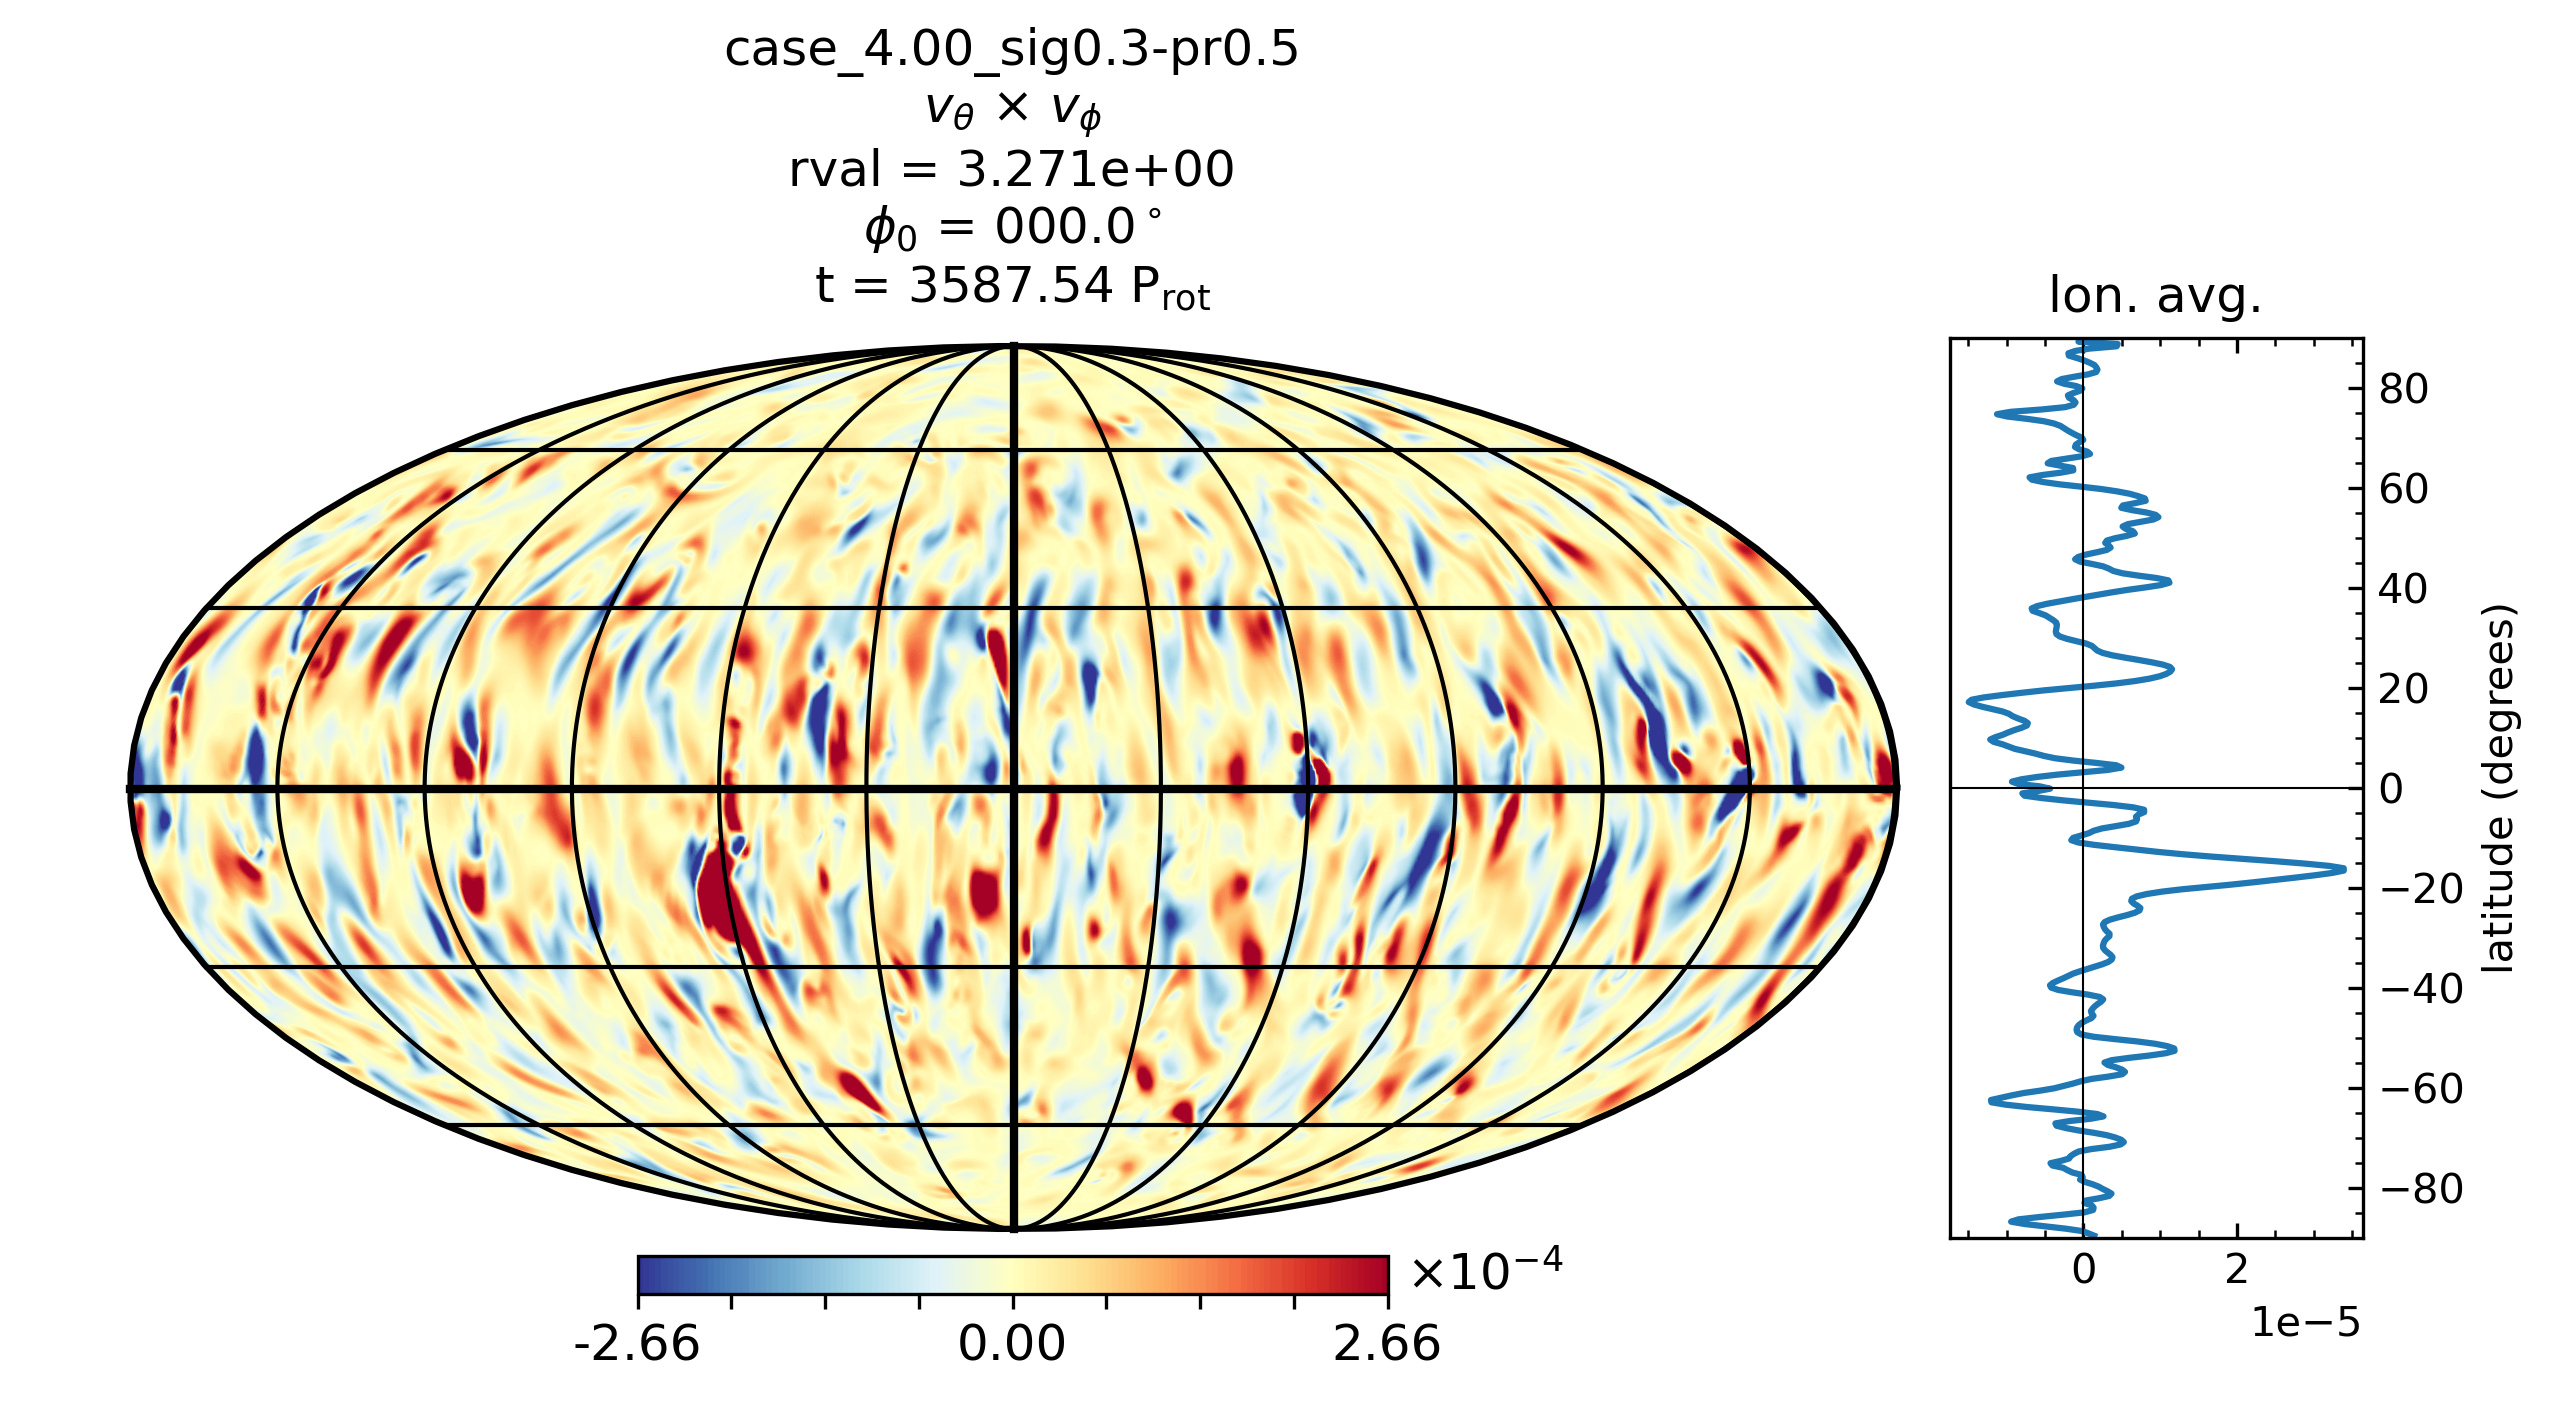 case_4.00_sig0.3-pr0.5
v_θ × v_ϕ
rval = 3.271e+00
ϕ_0 = 000.0°
t = 3587.54 P_rot
lon. avg.
80
60
40
20
0
−20
−40
−60
−80
latitude (degrees)
0 2
1e−5
×10^{−4}
-2.66 0.00 2.66